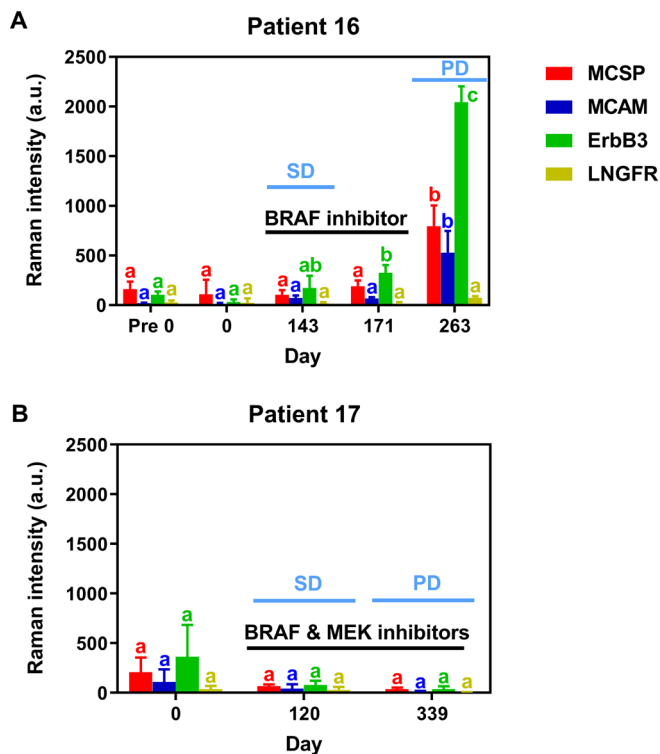 A
Patient 16
Raman intensity (a.u.)
2500
2000
1500
1000
500
0
PD
SD
BRAF inhibitor
a a a a
a a a a
a a ab a
a a b a
b b c a
Pre 0 0 143 171 263
Day
MCSP
MCAM
ErbB3
LNGFR
B
Patient 17
Raman intensity (a.u.)
2500
2000
1500
1000
500
0
SD PD
BRAF & MEK inhibitors
a a a a
a a a a
a a a a
0 120 339
Day